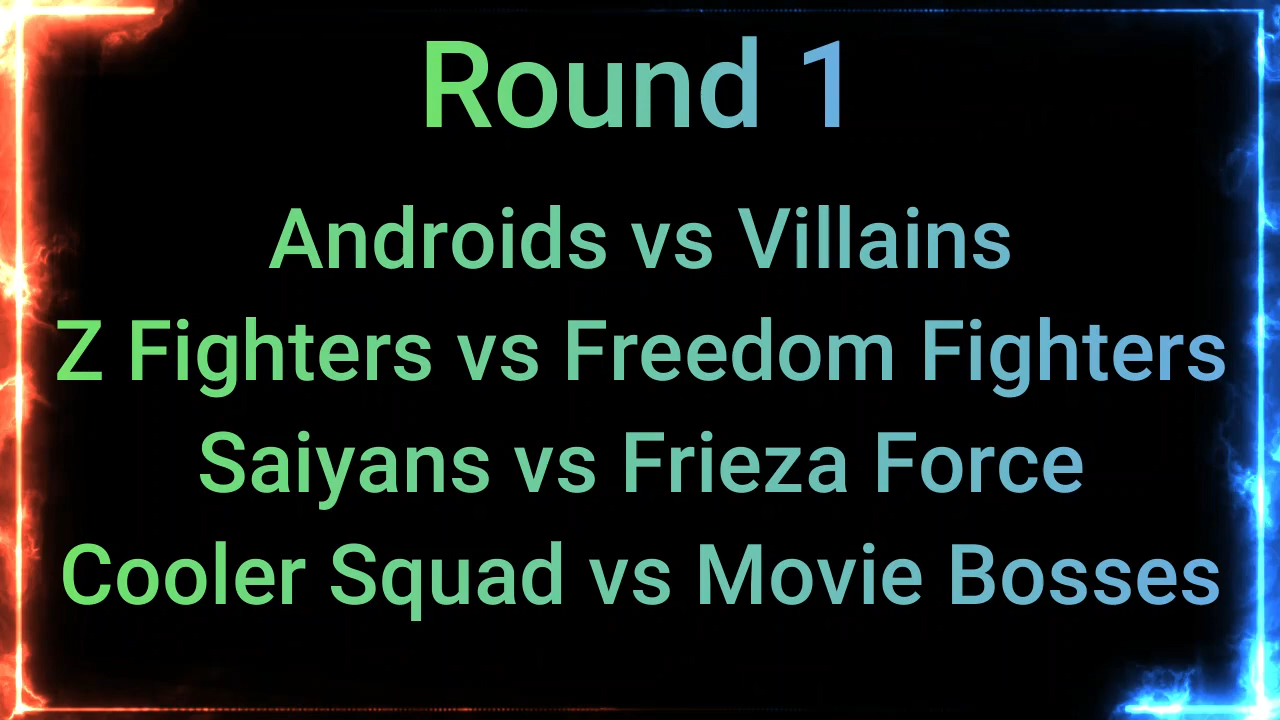 Round 1
Androids vs Villains
Z Fighters vs Freedom Fighters
Saiyans vs Frieza Force
Cooler Squad vs Movie Bosses